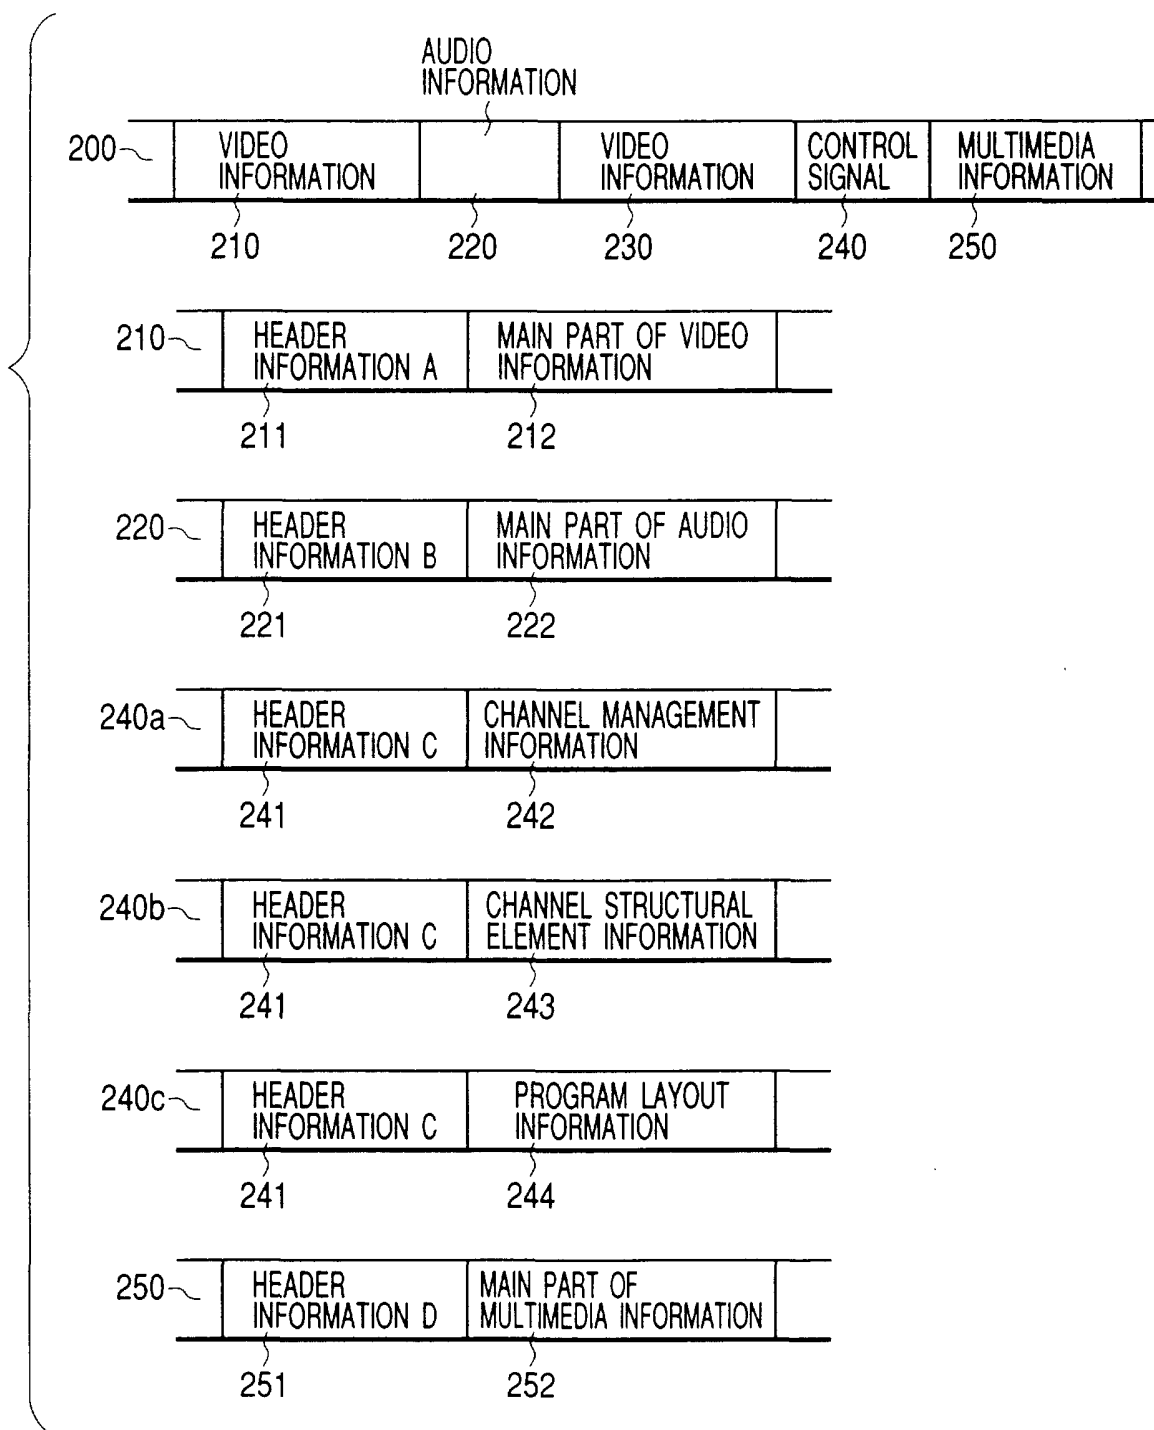 AUDIO
INFORMATION
200
VIDEO
INFORMATION
VIDEO
INFORMATION
CONTROL
SIGNAL
MULTIMEDIA
INFORMATION
210
220
230
240
250
210
HEADER
INFORMATION A
MAIN PART OF VIDEO
INFORMATION
211
212
220
HEADER
INFORMATION B
MAIN PART OF AUDIO
INFORMATION
221
222
240a
HEADER
INFORMATION C
CHANNEL MANAGEMENT
INFORMATION
241
242
240b
HEADER
INFORMATION C
CHANNEL STRUCTURAL
ELEMENT INFORMATION
241
243
240c
HEADER
INFORMATION C
PROGRAM LAYOUT
INFORMATION
241
244
250
HEADER
INFORMATION D
MAIN PART OF
MULTIMEDIA INFORMATION
251
252